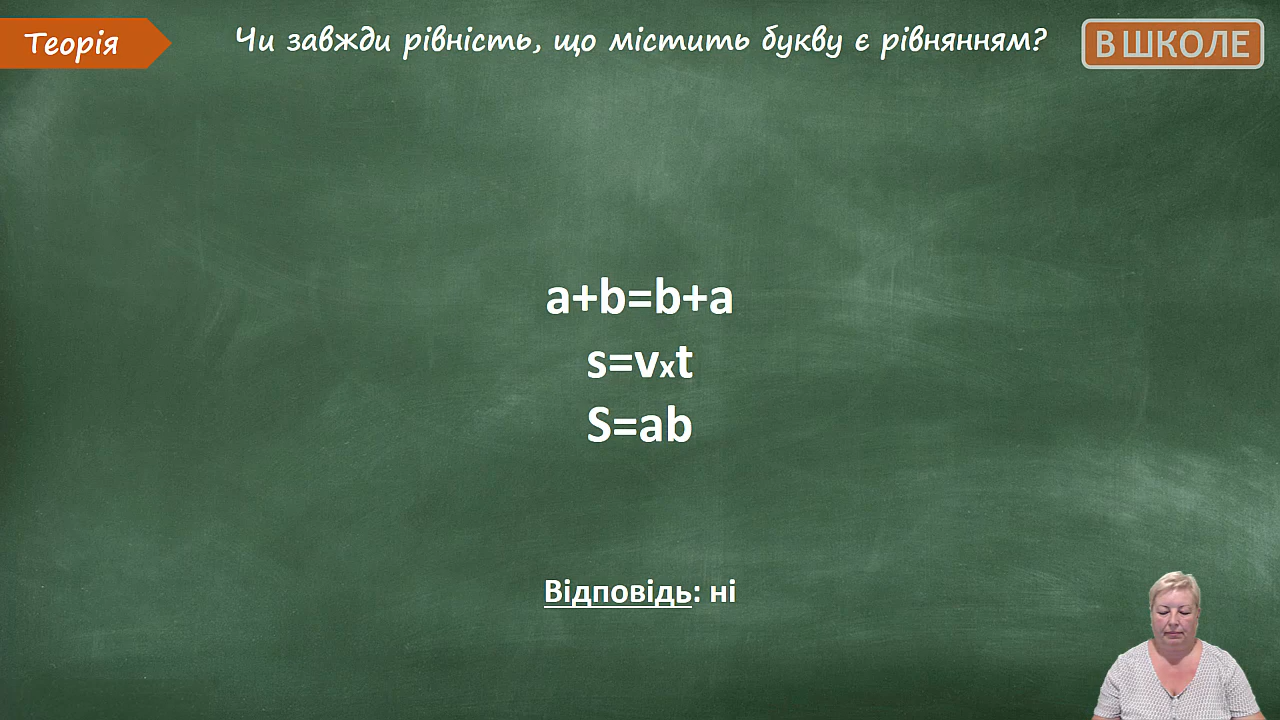 Теорія
Чи завжди рівність, що містить букву є рівнянням?
В ШКОЛЕ
a+b=b+a
s=vxt
S=ab
Відповідь: ні